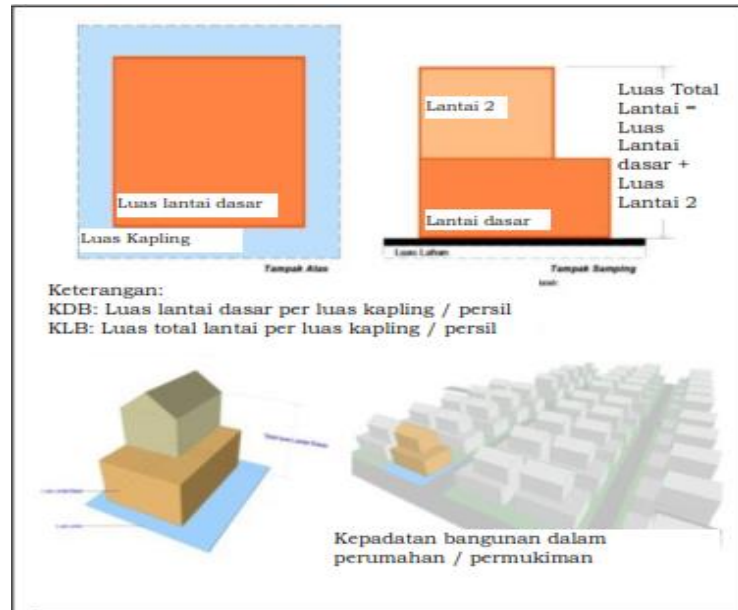 Lantai 2
Luas Total
Lantai =
Luas
Lantai
dasar +
Luas
Lantai 2
Luas lantai dasar
Luas Kapling
Lantai dasar
Luas Lahan
Tampak Atas
Tampak Samping
Keterangan:
KDB: Luas lantai dasar per luas kapling / persil
KLB: Luas total lantai per luas kapling / persil
Kepadatan bangunan dalam
perumahan / permukiman